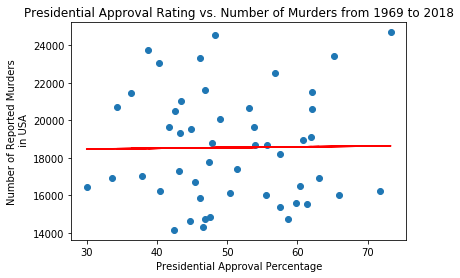 Presidential Approval Rating vs. Number of Murders from 1969 to 2018
24000
22000
20000
18000
16000
14000
Number of Reported Murders
in USA
30 40 50 60 70
Presidential Approval Percentage